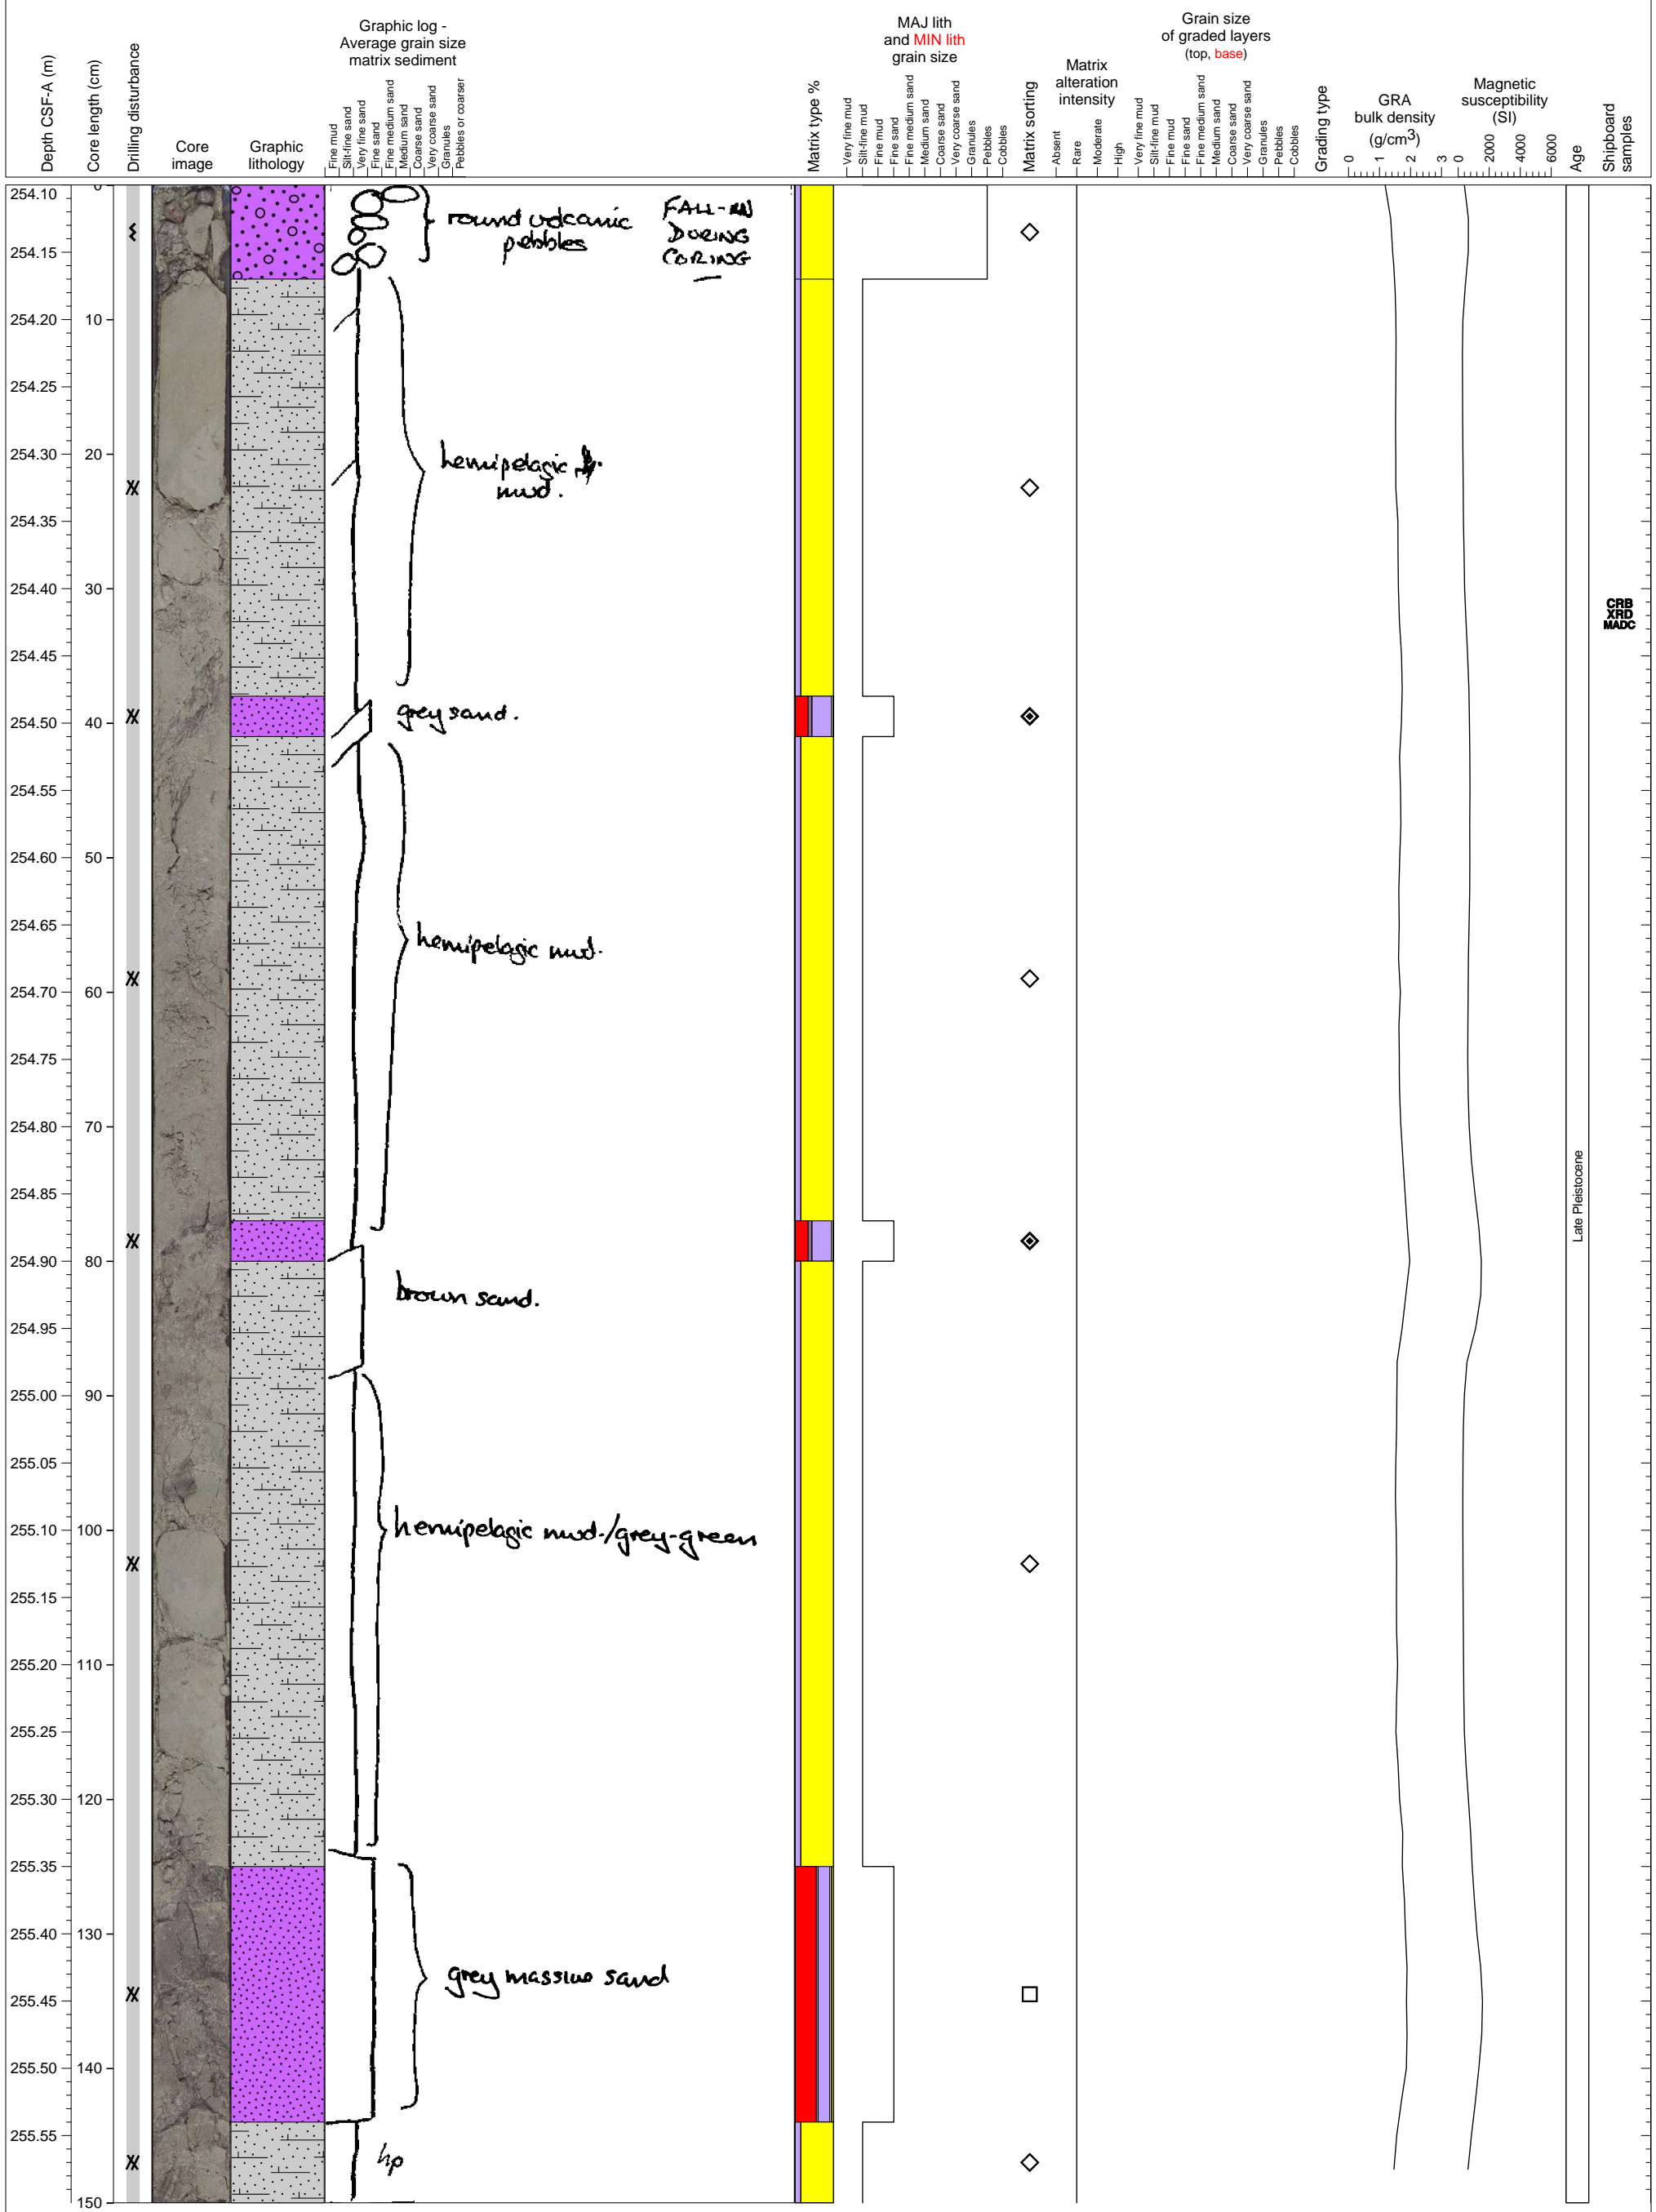 Depth CSF-A (m)
Core length (cm)
Drilling disturbance
Core
image
Graphic
lithology
Graphic log -
Average grain size
matrix sediment
Fine mud
Silt-fine sand
Very fine sand
Fine sand
Fine medium sand
Medium sand
Coarse sand
Very coarse sand
Granules
Pebbles or coarser
Matrix type %
MAJ lith
and MIN lith
grain size
Very fine mud
Silt-fine mud
Fine mud
Fine sand
Fine medium sand
Medium sand
Coarse sand
Very coarse sand
Granules
Pebbles
Cobbles
Matrix sorting
Matrix
alteration
intensity
Absent
Rare
Moderate
High
Grain size
of graded layers
(top, base)
Very fine mud
Silt-fine mud
Fine mud
Fine sand
Fine medium sand
Medium sand
Coarse sand
Very coarse sand
Granules
Pebbles
Cobbles
Grading type
GRA
bulk density
(g/cm3)
0 1 2 3
Magnetic
susceptibility
(SI)
0 2000 4000 6000
Age
Shipboard
samples
254.10 0
254.15
254.20 10
254.25
254.30 20
254.35
254.40 30
254.45
254.50 40
254.55
254.60 50
254.65
254.70 60
254.75
254.80 70
254.85
254.90 80
254.95
255.00 90
255.05
255.10 100
255.15
255.20 110
255.25
255.30 120
255.35
255.40 130
255.45
255.50 140
255.55
150
round volcanic
pebbles
FALL-IN
DURING
CORING
hemipelagic
mud.
grey sand.
hemipelagic mud.
brown sand.
hemipelagic mud-/grey-green
grey massive sand
hp
CRB
XRD
MADC
Late Pleistocene